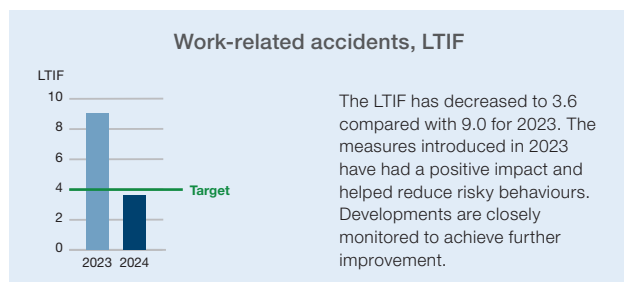 Work-related accidents, LTIF
LTIF
10
8
6
4
2
0
Target
2023 2024
The LTIF has decreased to 3.6
compared with 9.0 for 2023. The
measures introduced in 2023
have had a positive impact and
helped reduce risky behaviours.
Developments are closely
monitored to achieve further
improvement.